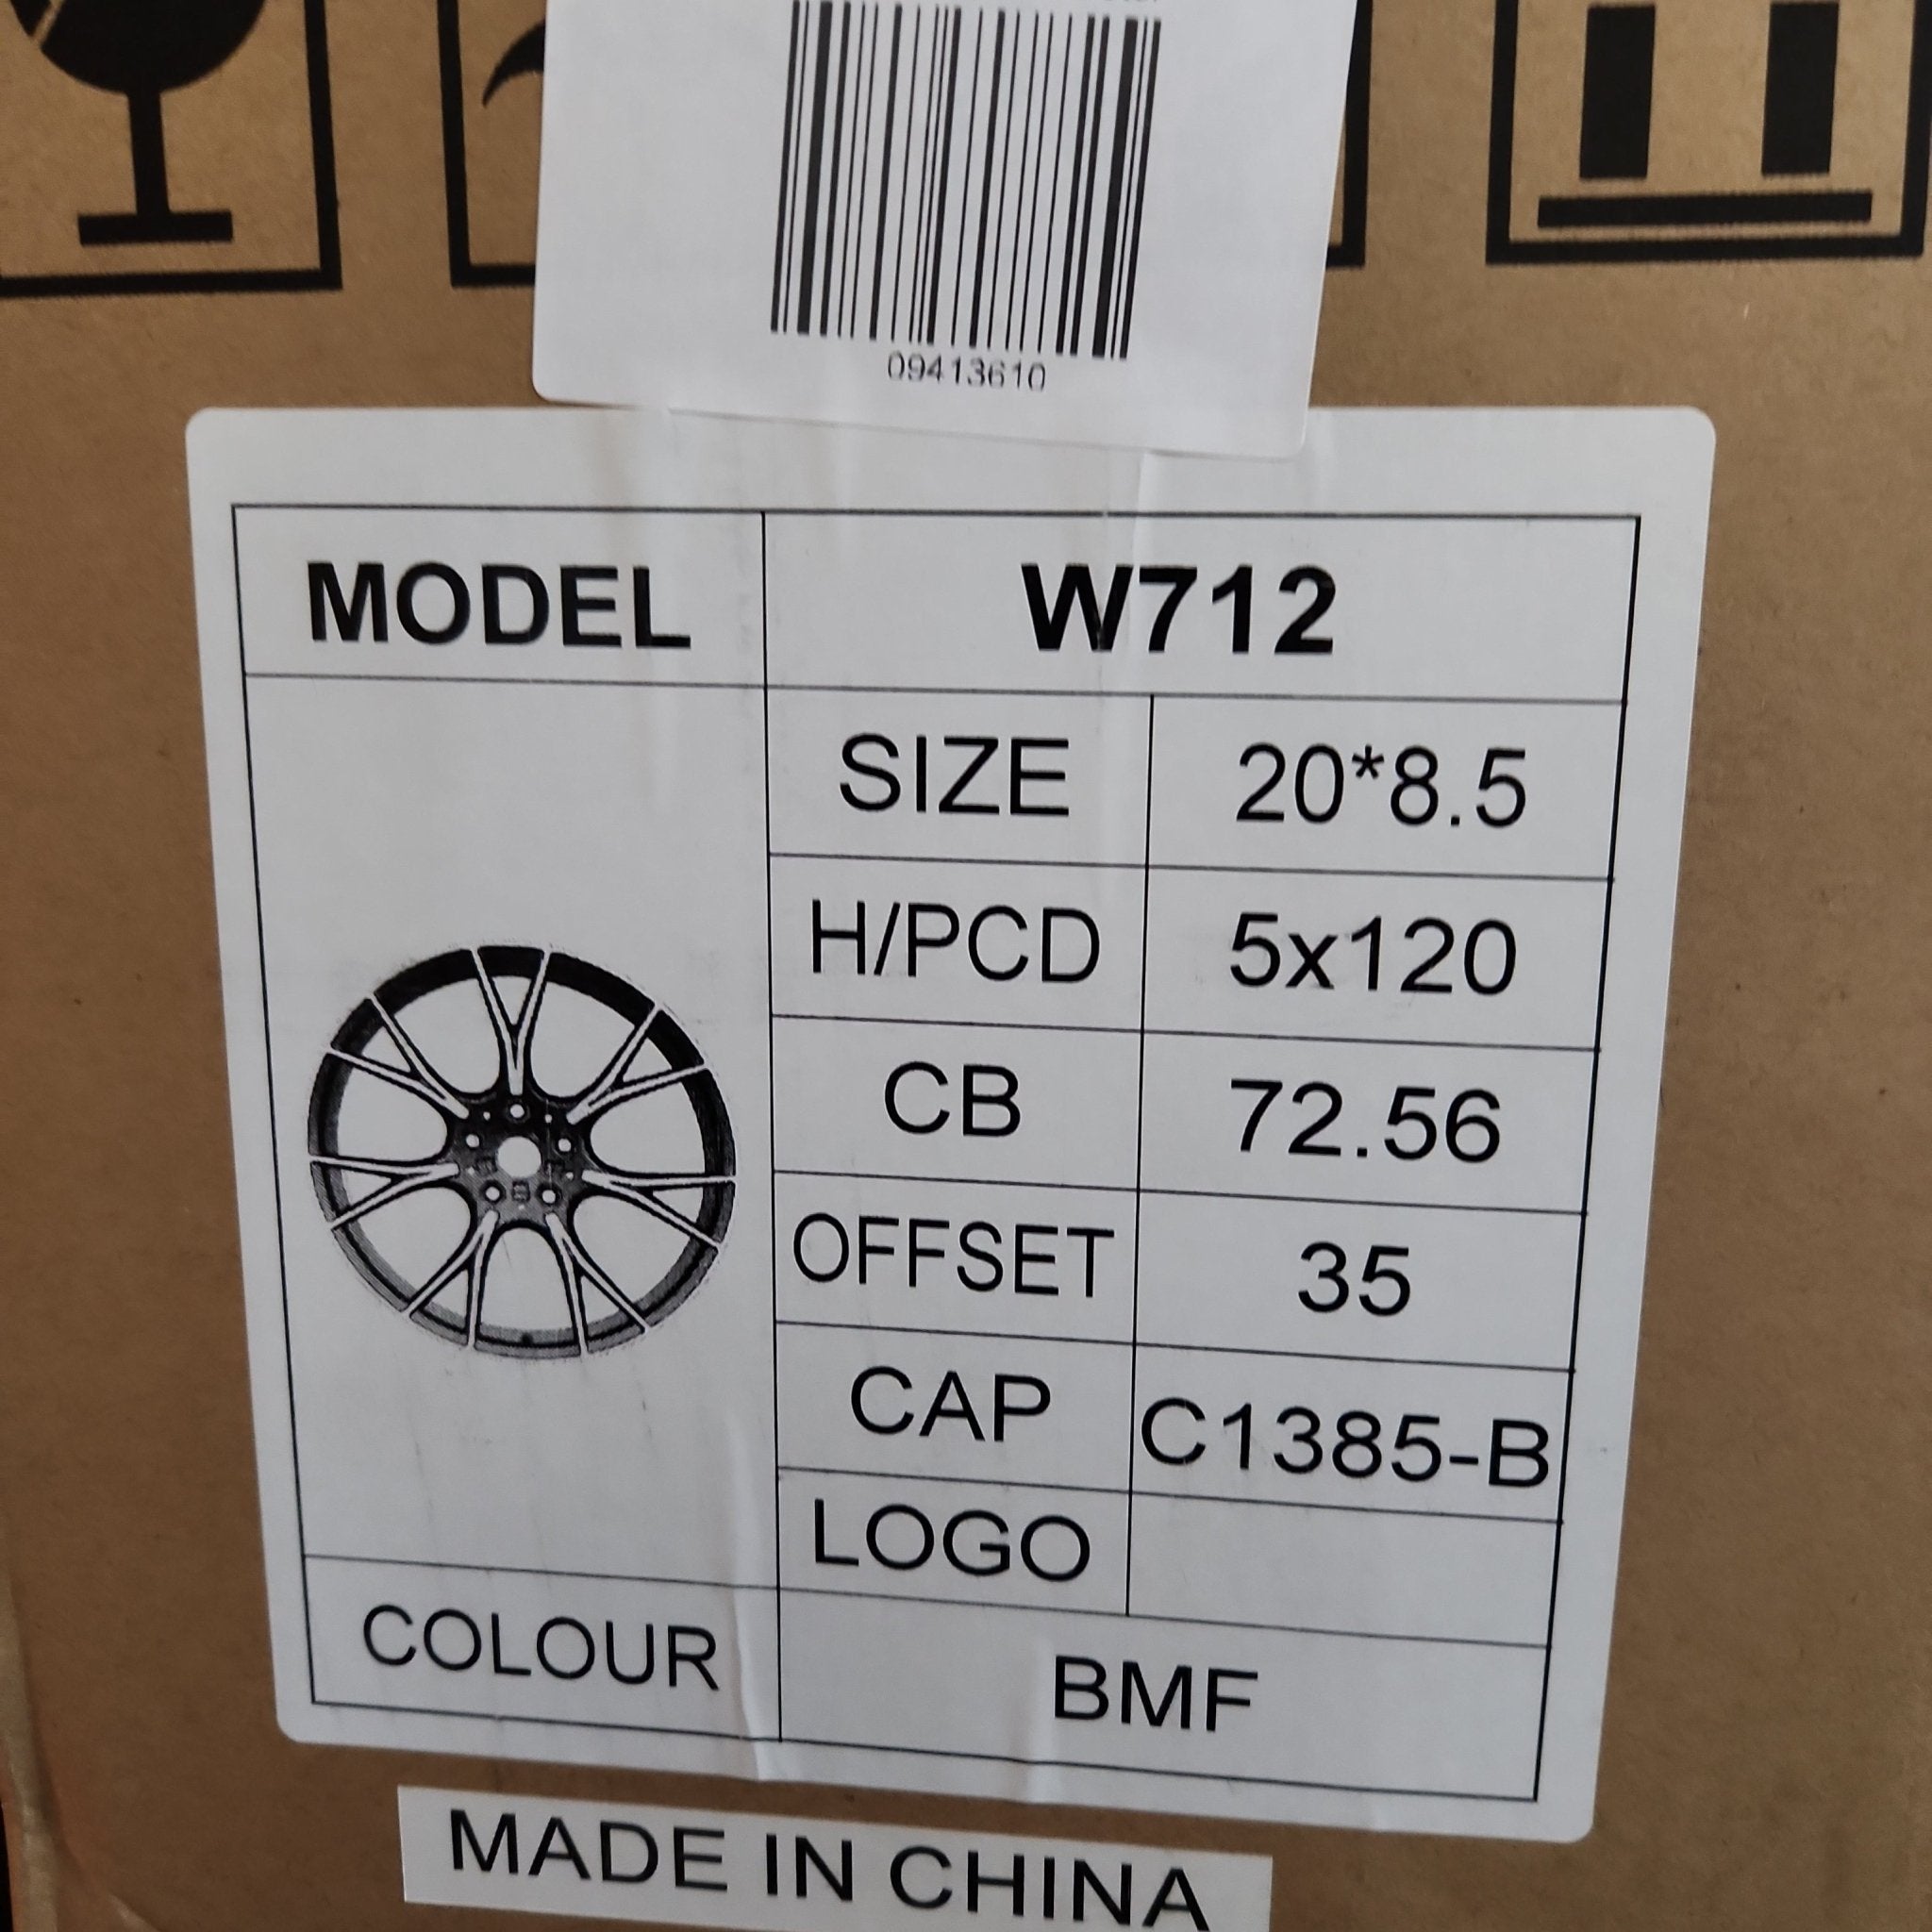 09413610
MODEL W712
SIZE 20*8.5
H/PCD 5x120
CB 72.56
OFFSET 35
CAP C1385-B
LOGO
COLOUR BMF
MADE IN CHINA